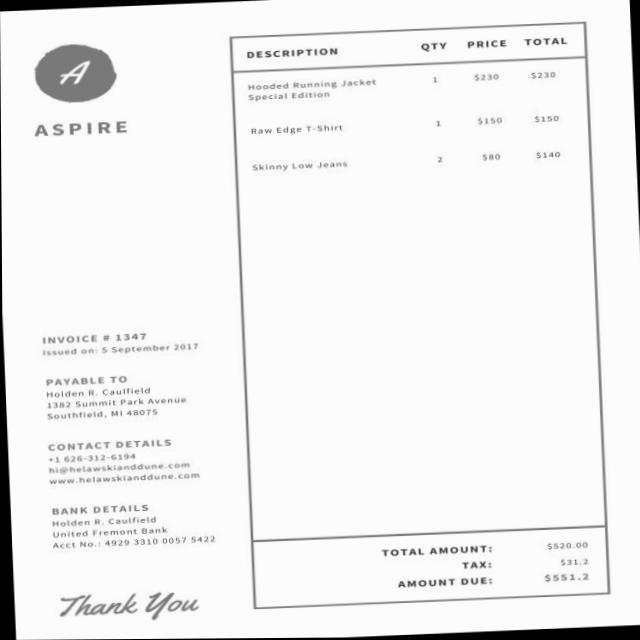 A
ASPIRE
INVOICE # 1347
Issued on: 5 September 2017
PAYABLE TO
Holden R. Caulfield
1382 Summit Park Avenue
Southfield, MI 48075
CONTACT DETAILS
+1 626-312-6194
hi@helawskianddune.com
www.helawskianddune.com
BANK DETAILS
Holden R. Caulfield
United Fremont Bank
Acct No.: 4929 3310 0057 5422
Thank You
DESCRIPTION QTY PRICE TOTAL
Hooded Running Jacket 1 $230 $230
Special Edition
Raw Edge T-Shirt 1 $150 $150
Skinny Low Jeans 2 $80 $140
TOTAL AMOUNT: $520.00
TAX: $31.2
AMOUNT DUE: $551.2